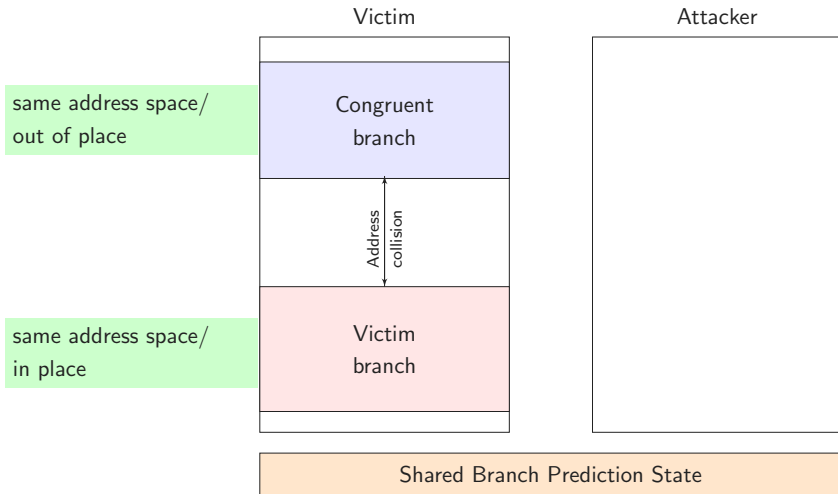 Victim
Attacker
same address space/
out of place
Congruent
branch
Address
collision
same address space/
in place
Victim
branch
Shared Branch Prediction State